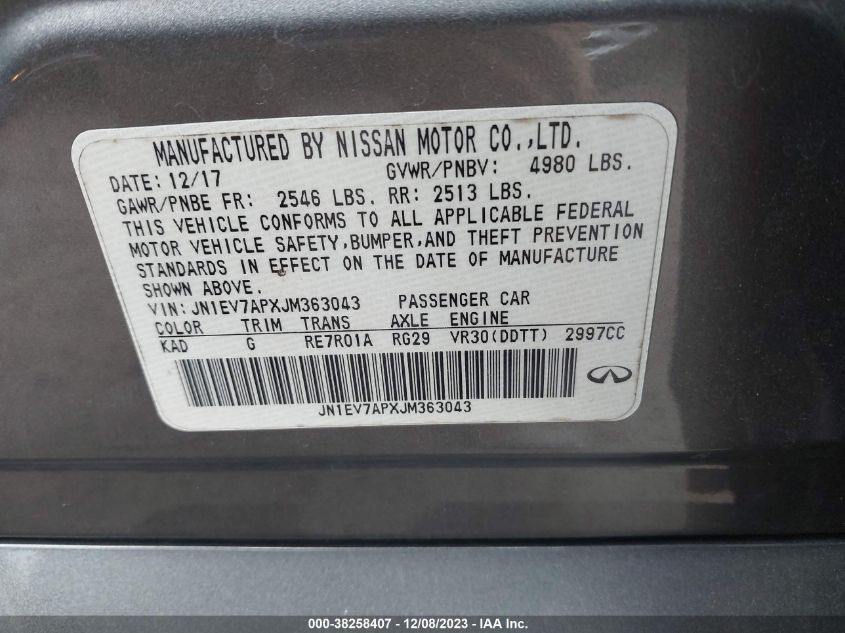 MANUFACTURED BY NISSAN MOTOR CO.,LTD.
DATE: 12/17 GVWR/PNBV: 4980 LBS.
GAWR/PNBE FR: 2546 LBS. RR: 2513 LBS.
THIS VEHICLE CONFORMS TO ALL APPLICABLE FEDERAL
MOTOR VEHICLE SAFETY,BUMPER,AND THEFT PREVENTION
STANDARDS IN EFFECT ON THE DATE OF MANUFACTURE
SHOWN ABOVE.
VIN: JN1EV7APXJM363043 PASSENGER CAR
COLOR TRIM TRANS AXLE ENGINE
KAD G RE7R01A RG29 VR30(DDTT) 2997CC
JN1EV7APXJM363043
000-38258407 - 12/08/2023 - IAA Inc.